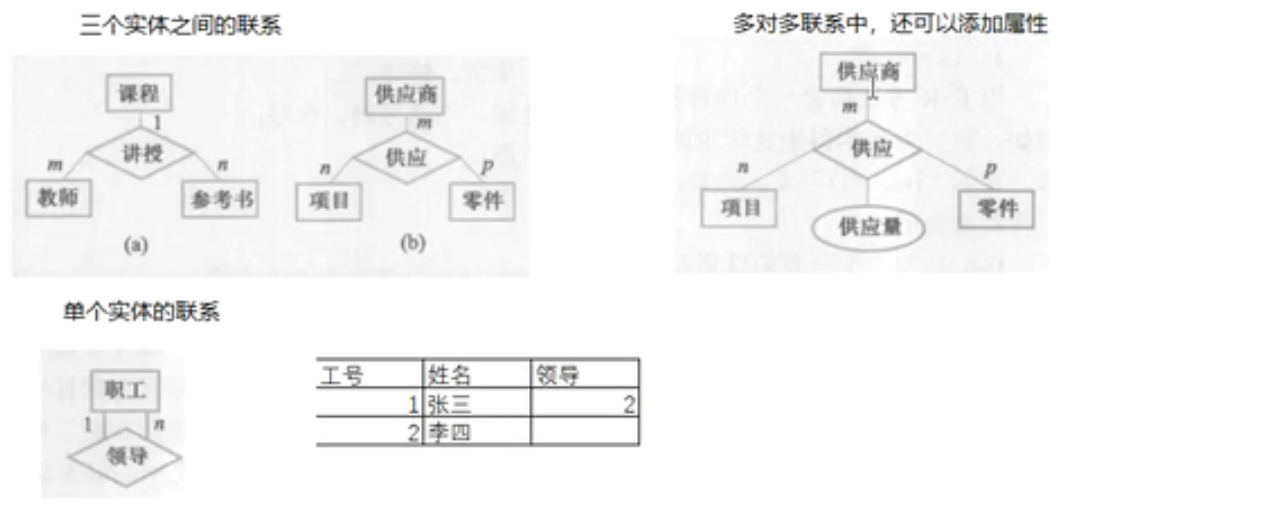 三个实体之间的联系
课程
1
讲授
m
n
教师
参考书
(a)
供应商
m
供应
n
p
项目
零件
(b)
多对多联系中，还可以添加属性
供应商
m
供应
n
p
项目
供应量
零件
单个实体的联系
职工
1
n
领导
工号 姓名 领导
1 张三 2
2 李四